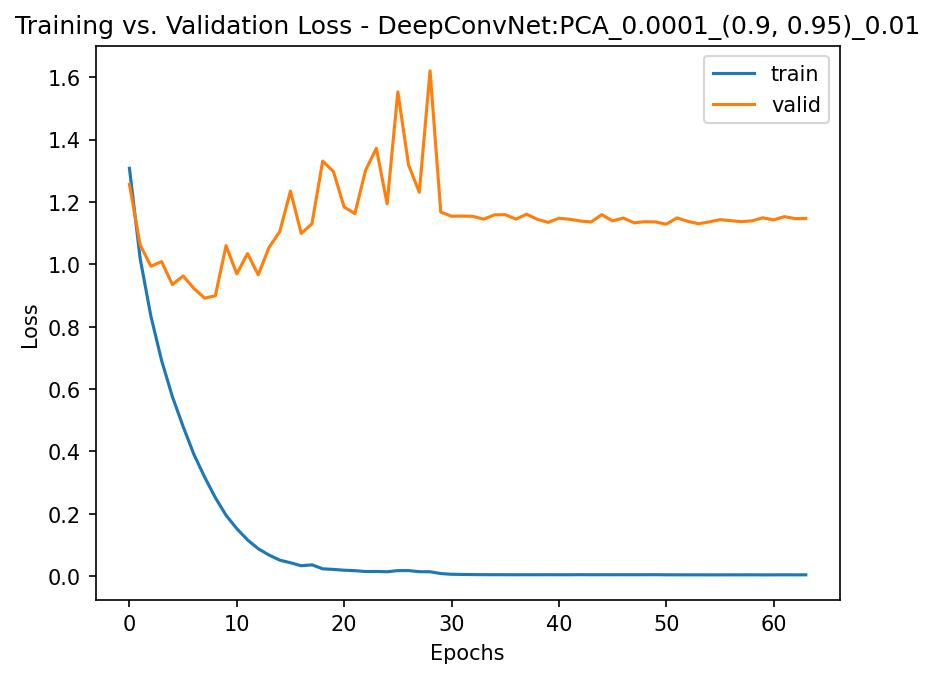 Training vs. Validation Loss - DeepConvNet:PCA_0.0001_(0.9, 0.95)_0.01
train
valid
1.6
1.4
1.2
1.0
0.8
0.6
0.4
0.2
0.0
Loss
0 10 20 30 40 50 60
Epochs